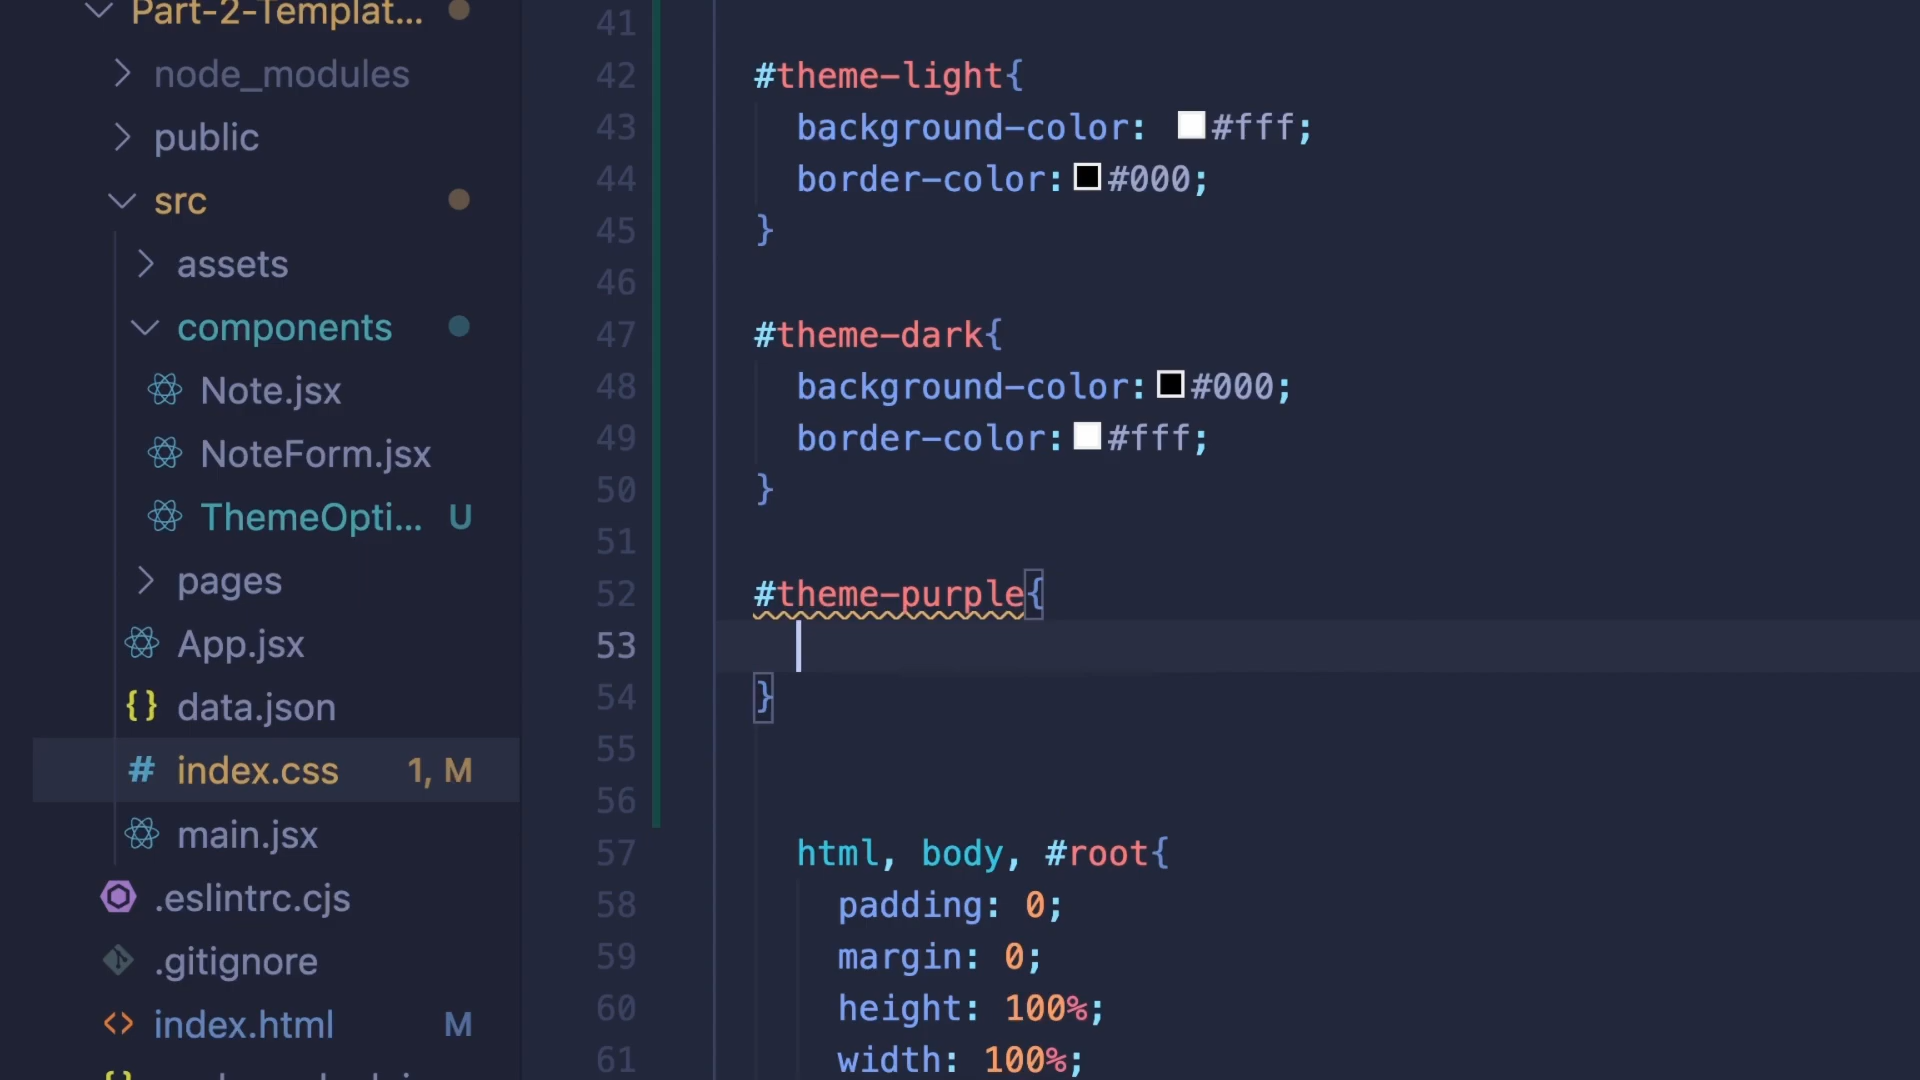 Part-2-Templat...
node_modules
public
src
assets
components
Note.jsx
NoteForm.jsx
ThemeOpti... U
pages
App.jsx
{} data.json
# index.css 1, M
main.jsx
.eslintrc.cjs
.gitignore
<> index.html M
41
42 #theme-light{
43 background-color: #fff;
44 border-color: #000;
45 }
46
47 #theme-dark{
48 background-color: #000;
49 border-color: #fff;
50 }
51
52 #theme-purple{
53
54 }
55
56
57 html, body, #root{
58 padding: 0;
59 margin: 0;
60 height: 100%;
61 width: 100%;